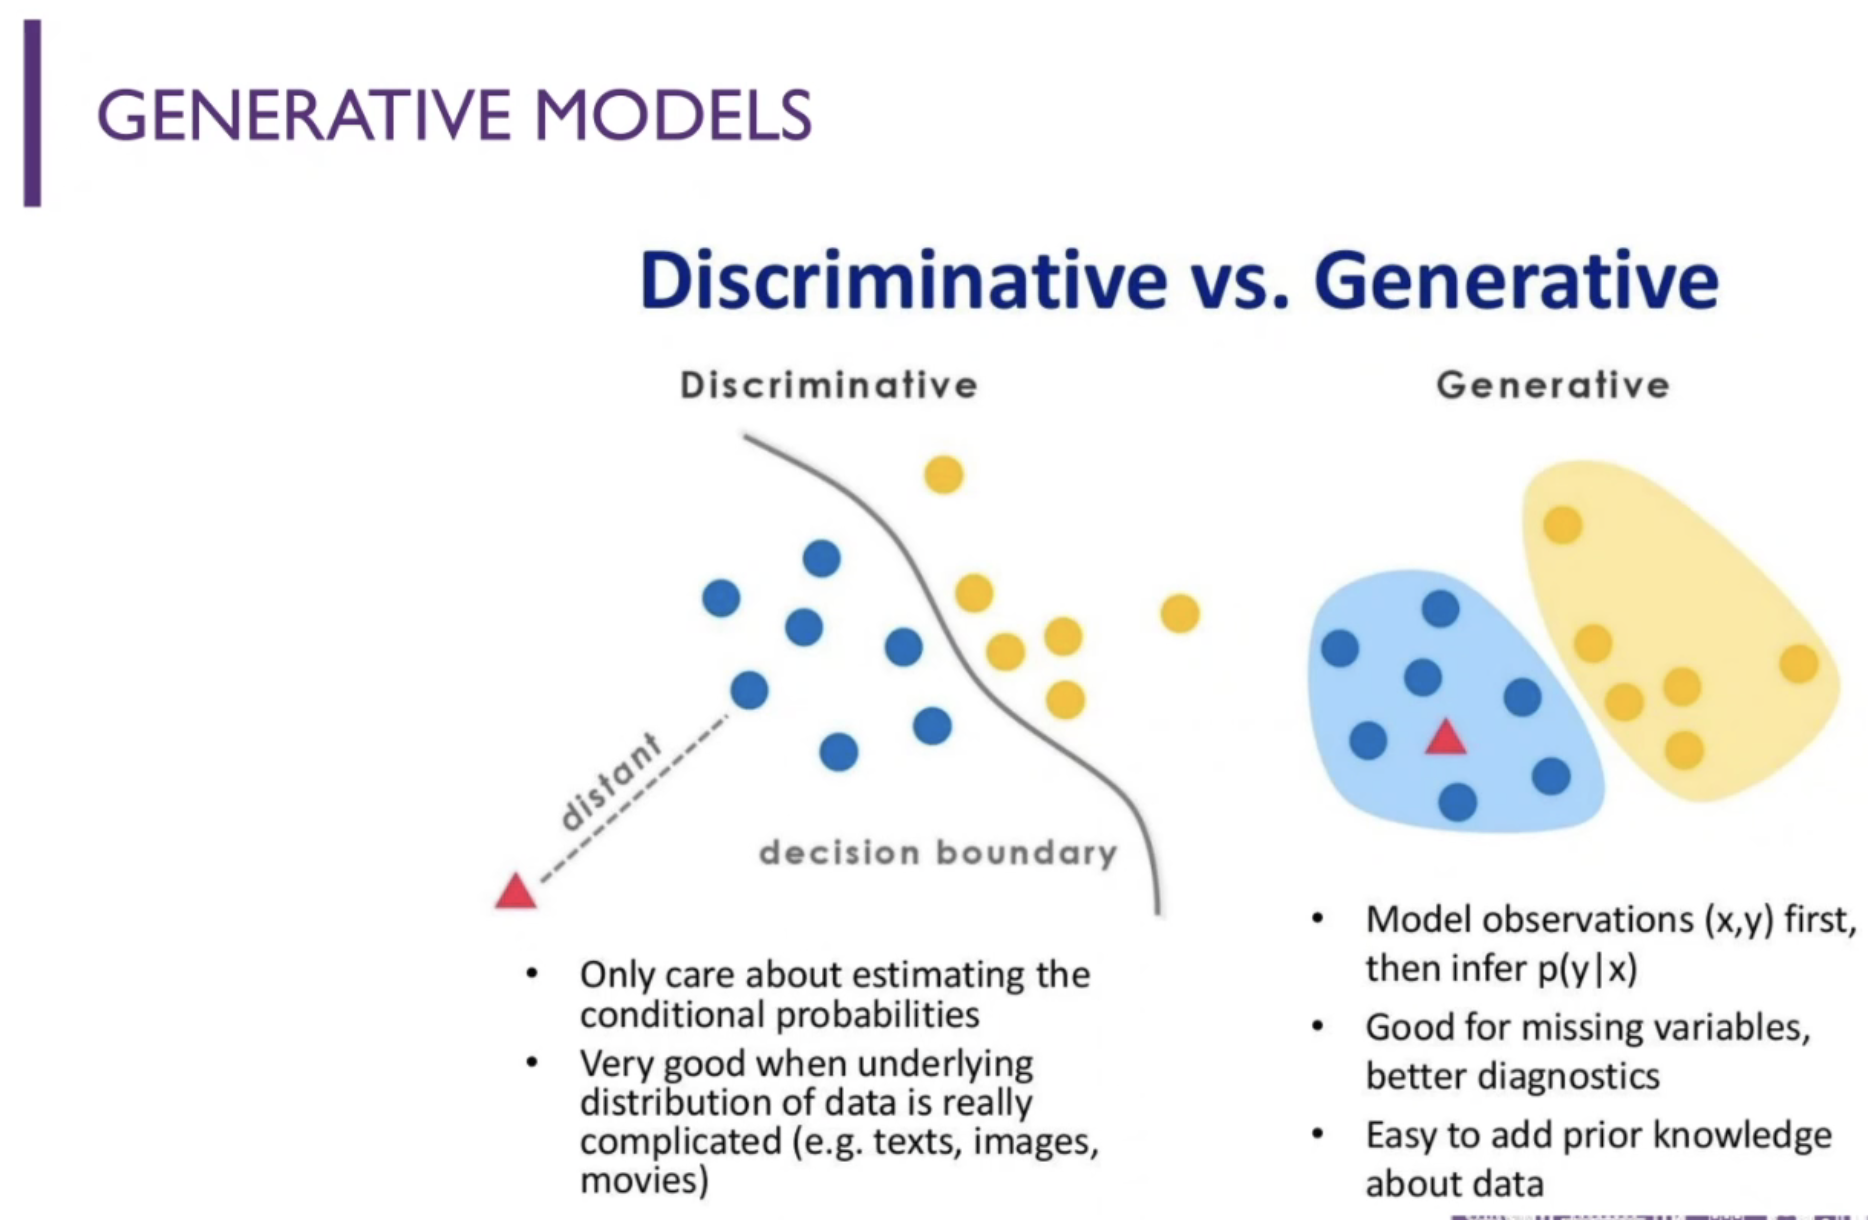 GENERATIVE MODELS
Discriminative vs. Generative
Discriminative
distant
decision boundary
• Only care about estimating the
conditional probabilities
• Very good when underlying
distribution of data is really
complicated (e.g. texts, images,
movies)
Generative
• Model observations (x,y) first,
then infer p(y|x)
• Good for missing variables,
better diagnostics
• Easy to add prior knowledge
about data